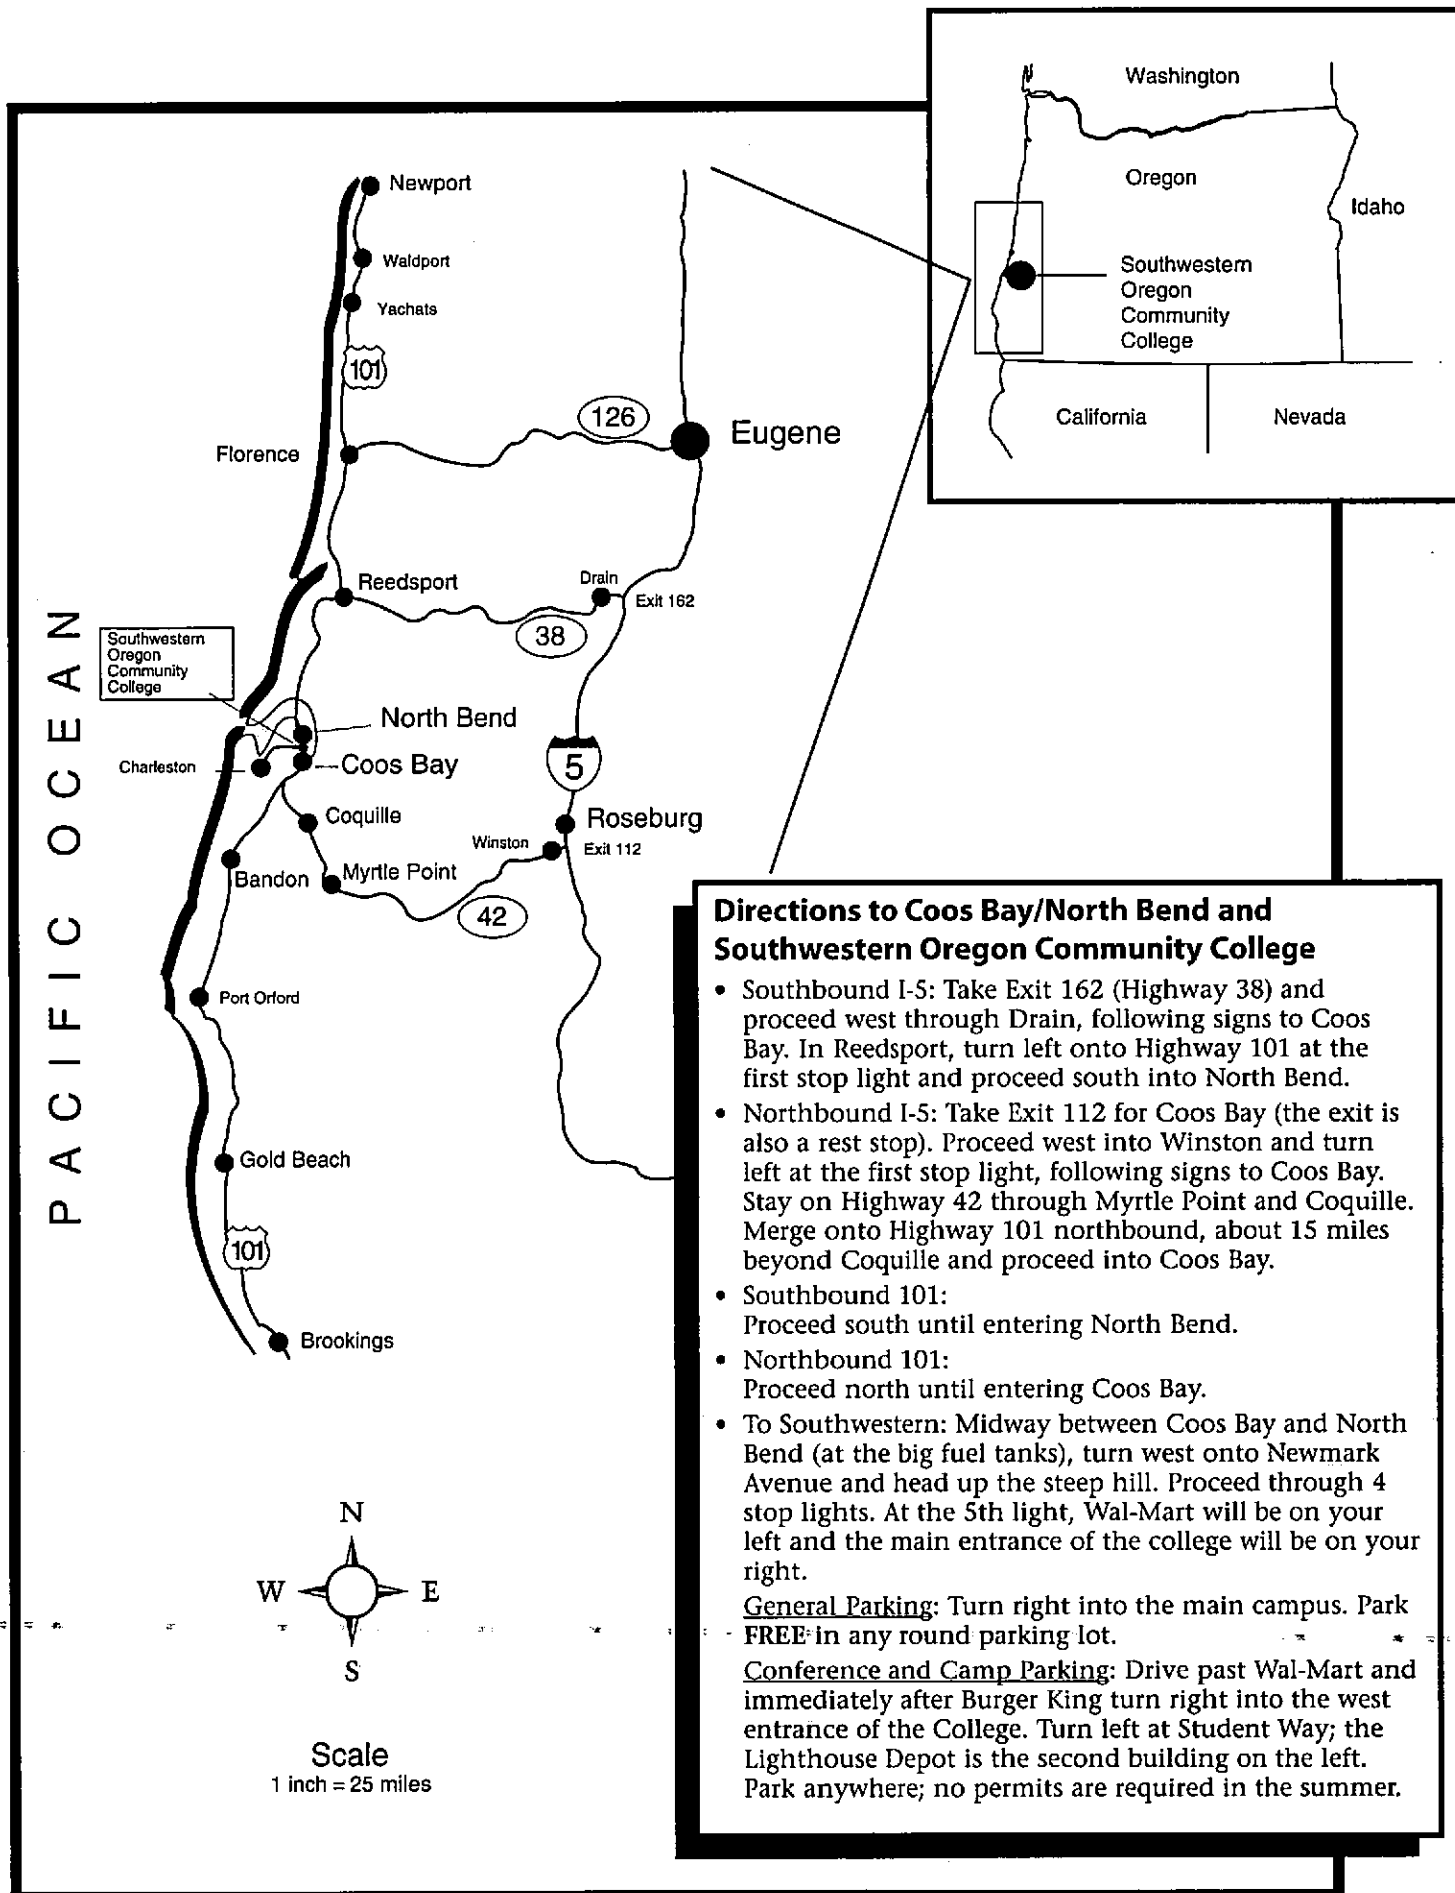 Washington
Oregon
Idaho
Southwestern
Oregon
Community
College
California
Nevada
Newport
Waldport
Yachats
101
126
Eugene
Florence
Reedsport
Drain
Exit 162
38
PACIFIC OCEAN
Southwestern
Oregon
Community
College
North Bend
Charleston
Coos Bay
5
Coquille
Roseburg
Winston
Exit 112
Bandon
Myrtle Point
42
Port Orford
Gold Beach
101
Brookings
N
W
E
S
Scale
1 inch = 25 miles
Directions to Coos Bay/North Bend and
Southwestern Oregon Community College
• Southbound I-5: Take Exit 162 (Highway 38) and
proceed west through Drain, following signs to Coos
Bay. In Reedsport, turn left onto Highway 101 at the
first stop light and proceed south into North Bend.
• Northbound I-5: Take Exit 112 for Coos Bay (the exit is
also a rest stop). Proceed west into Winston and turn
left at the first stop light, following signs to Coos Bay.
Stay on Highway 42 through Myrtle Point and Coquille.
Merge onto Highway 101 northbound, about 15 miles
beyond Coquille and proceed into Coos Bay.
• Southbound 101:
Proceed south until entering North Bend.
• Northbound 101:
Proceed north until entering Coos Bay.
• To Southwestern: Midway between Coos Bay and North
Bend (at the big fuel tanks), turn west onto Newmark
Avenue and head up the steep hill. Proceed through 4
stop lights. At the 5th light, Wal-Mart will be on your
left and the main entrance of the college will be on your
right.
General Parking: Turn right into the main campus. Park
FREE in any round parking lot.
Conference and Camp Parking: Drive past Wal-Mart and
immediately after Burger King turn right into the west
entrance of the College. Turn left at Student Way; the
Lighthouse Depot is the second building on the left.
Park anywhere; no permits are required in the summer.